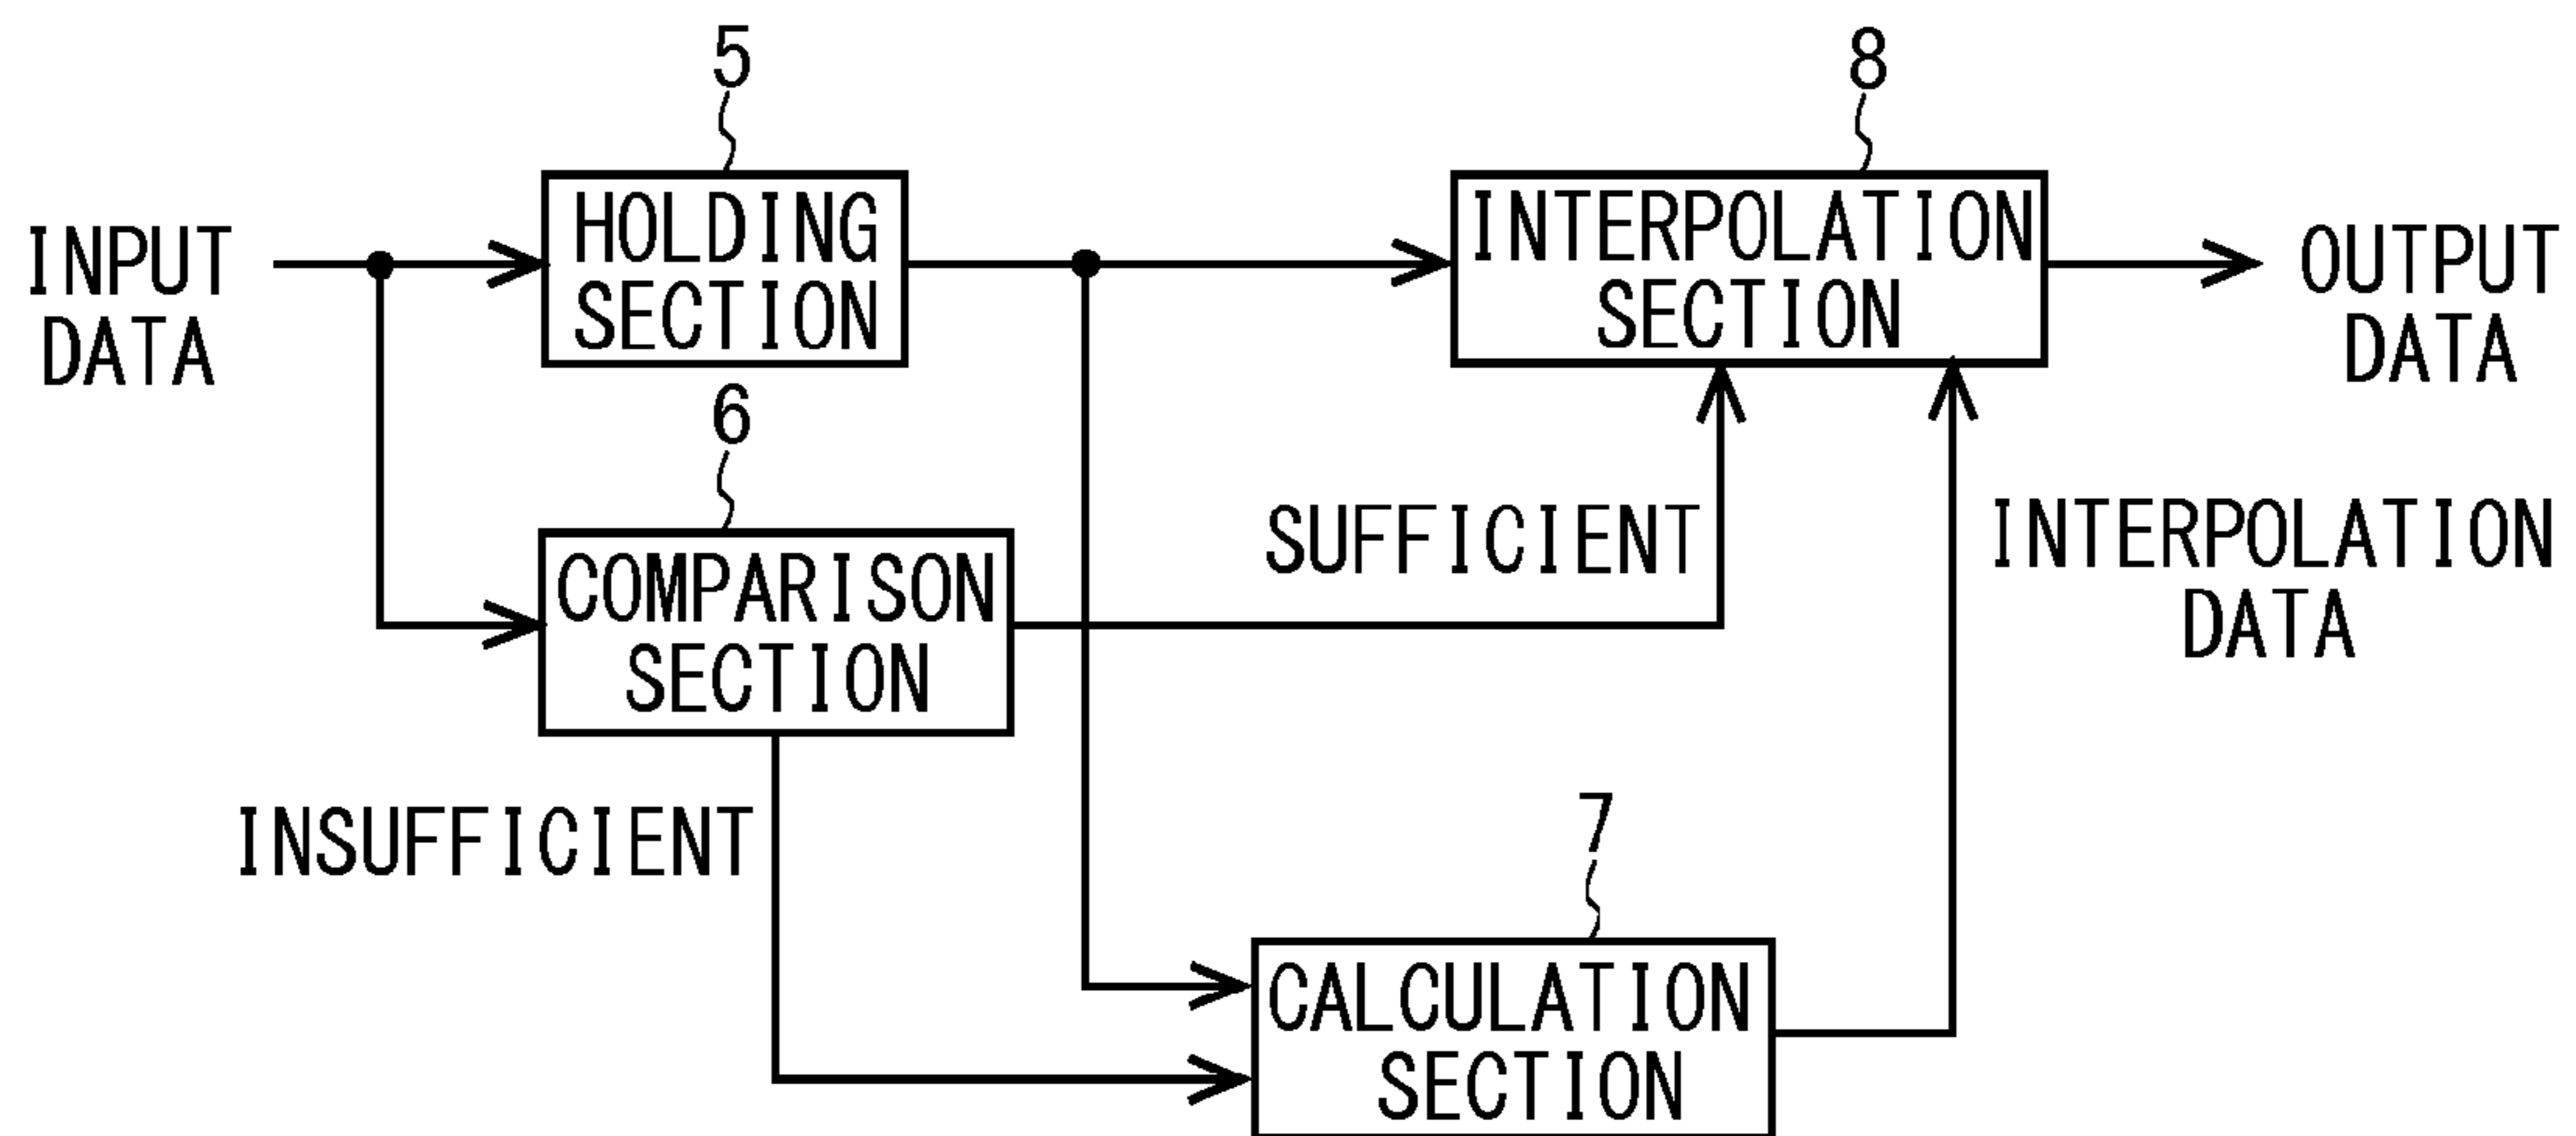 5
8
INPUT
DATA
HOLDING
SECTION
INTERPOLATION
SECTION
OUTPUT
DATA
6
COMPARISON
SECTION
SUFFICIENT
INTERPOLATION
DATA
INSUFFICIENT
7
CALCULATION
SECTION